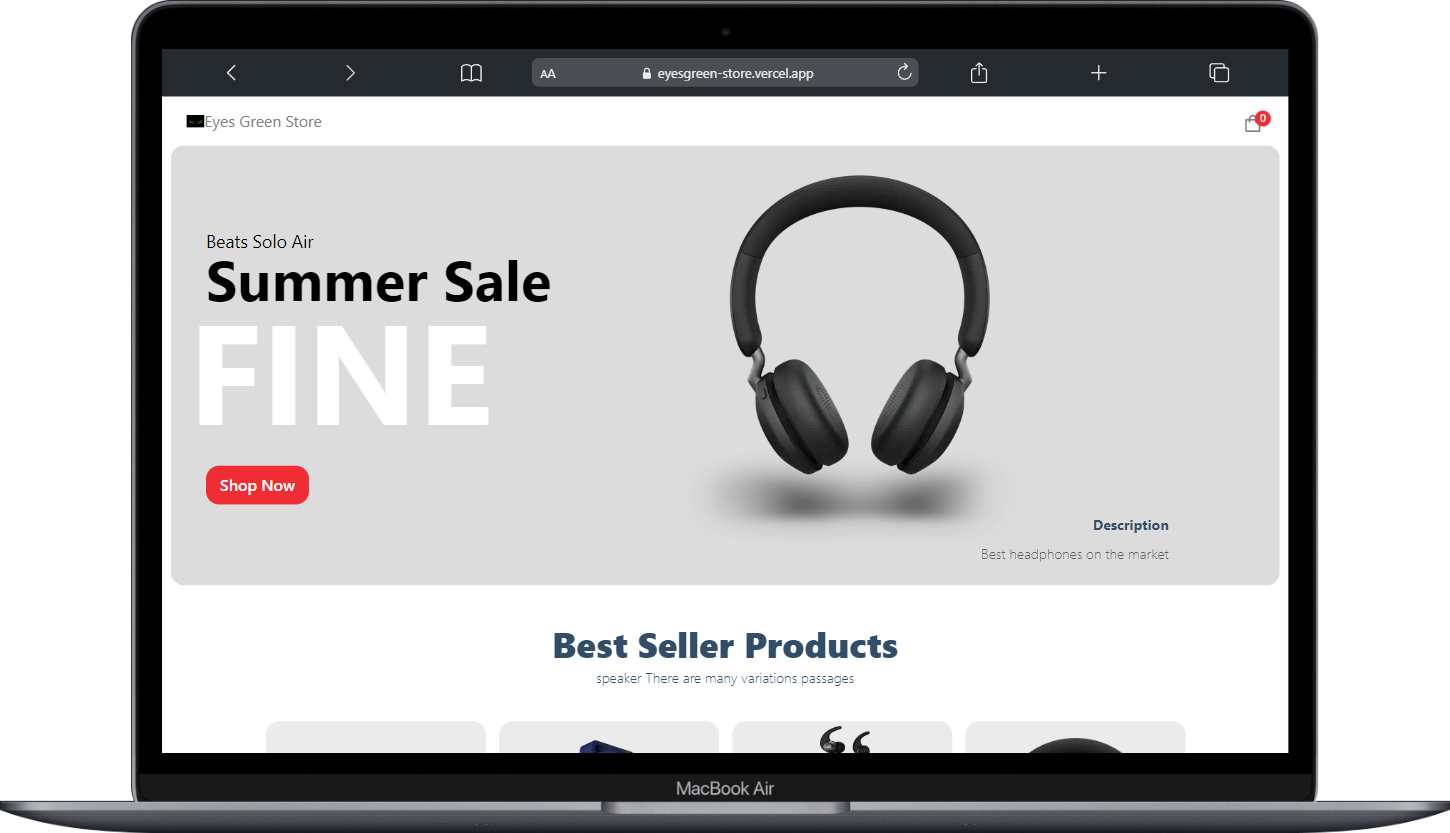 AA
eyesgreen-store.vercel.app
Eyes Green Store
0
Beats Solo Air
Summer Sale
FINE
Shop Now
Description
Best headphones on the market
Best Seller Products
speaker There are many variations passages
MacBook Air